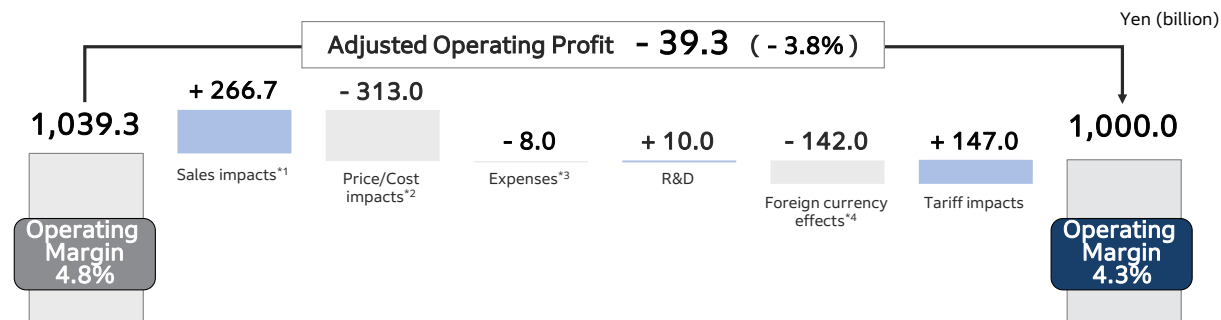 Yen (billion)
Adjusted Operating Profit - 39.3 ( - 3.8% )
1,039.3
+ 266.7
Sales impacts*1
- 313.0
Price/Cost
impacts*2
- 8.0
Expenses*3
+ 10.0
R&D
- 142.0
Foreign currency
effects*4
+ 147.0
Tariff impacts
1,000.0
Operating
Margin
4.8%
Operating
Margin
4.3%